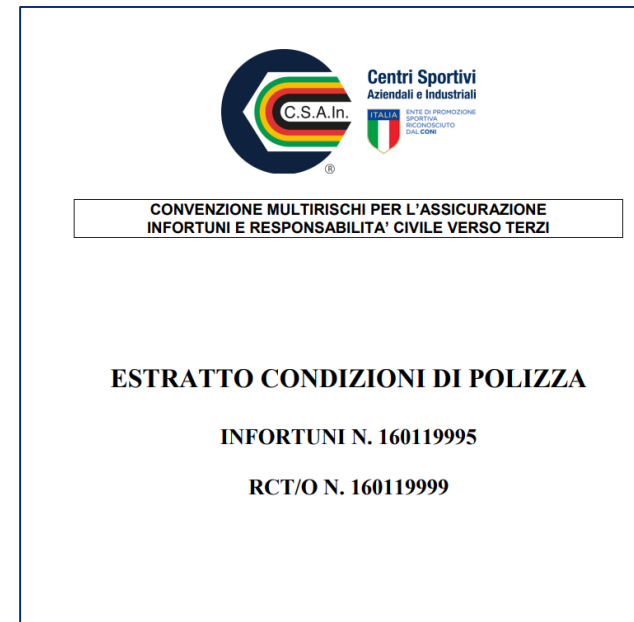 C.S.A.In.
®
Centri Sportivi
Aziendali e Industriali
ITALIA
ENTE DI PROMOZIONE
SPORTIVA
RICONOSCIUTO
DAL CONI
CONVENZIONE MULTIRISCHI PER L'ASSICURAZIONE
INFORTUNI E RESPONSABILITA' CIVILE VERSO TERZI
ESTRATTO CONDIZIONI DI POLIZZA
INFORTUNI N. 160119995
RCT/O N. 160119999